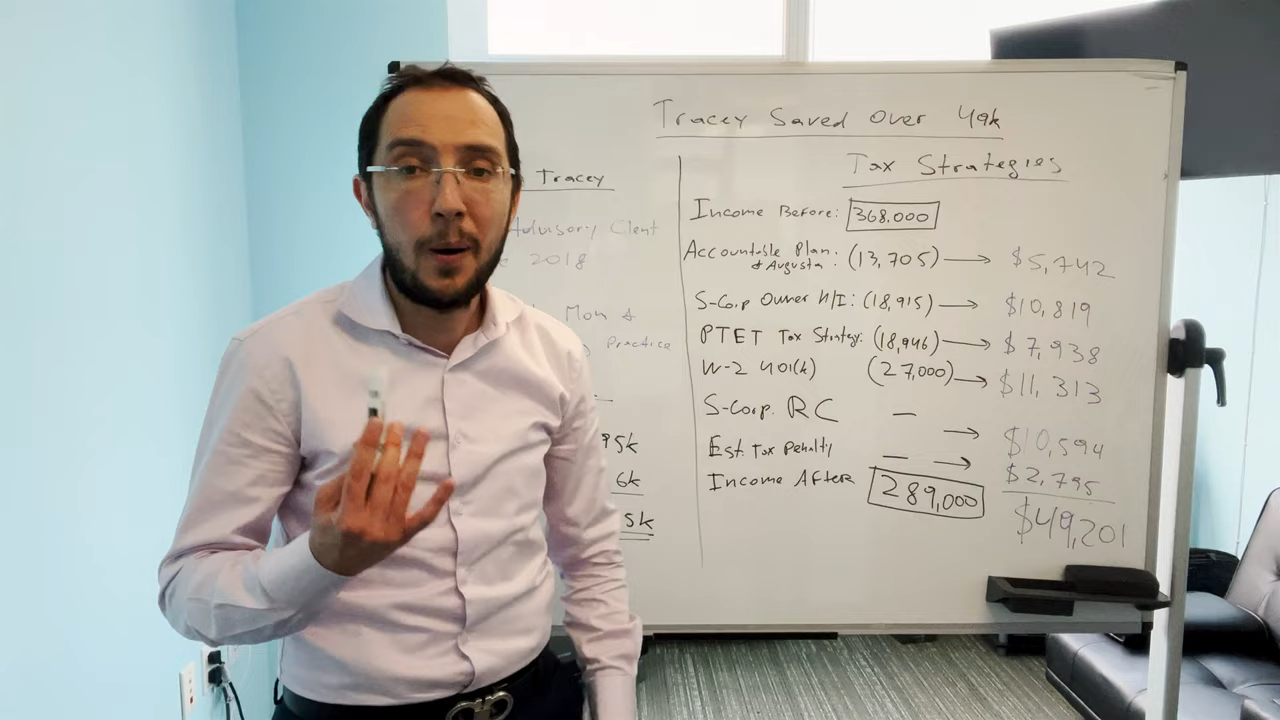 Tracey Saved Over 49k
Tracey
Advisory Client
2018
Mon &
Practice
95k
6k
5k
Tax Strategies
Income Before: 368,000
Accountable Plan
& Augusta: (13,705) → $5,742
S-Corp Owner H/I: (18,915) → $10,819
PTET Tax Strategy: (18,946) → $7,938
W-2 401(k) (27,000) → $11,313
S-Corp. RC — → $10,594
Est. Tax Penalty — → $2,795
Income After 289,000
$49,201